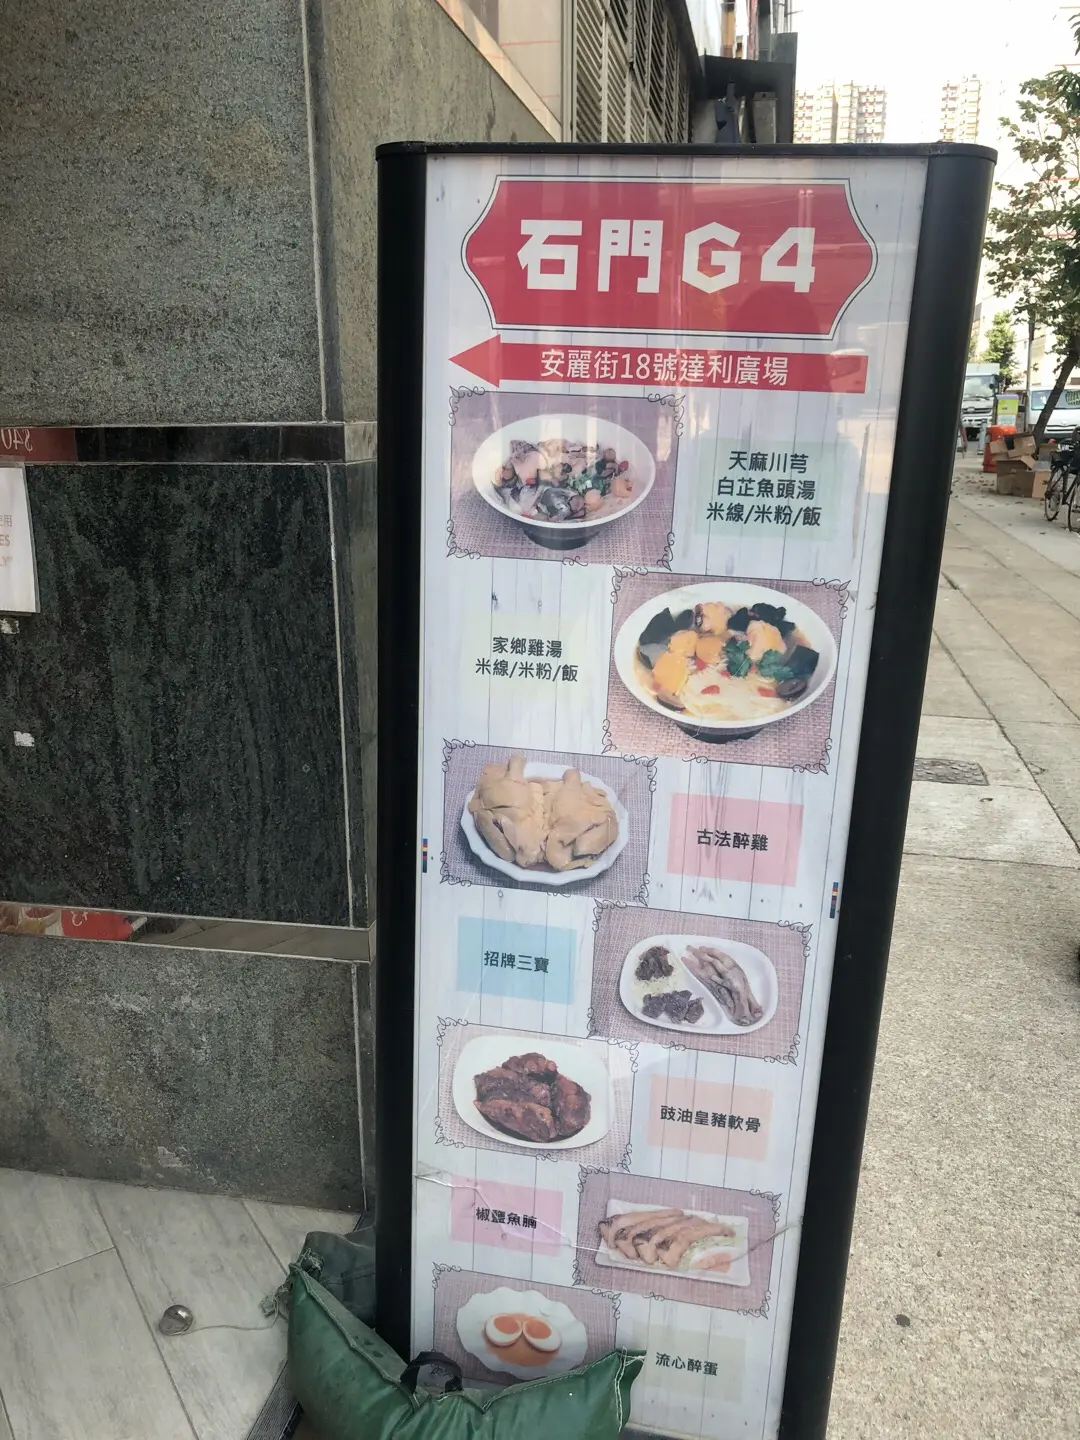 石門G4
安麗街18號達利廣場
天麻川芎
白芷魚頭湯
米線/米粉/飯
家鄉雞湯
米線/米粉/飯
古法醉雞
招牌三寶
豉油皇豬軟骨
椒鹽魚腩
流心醉蛋